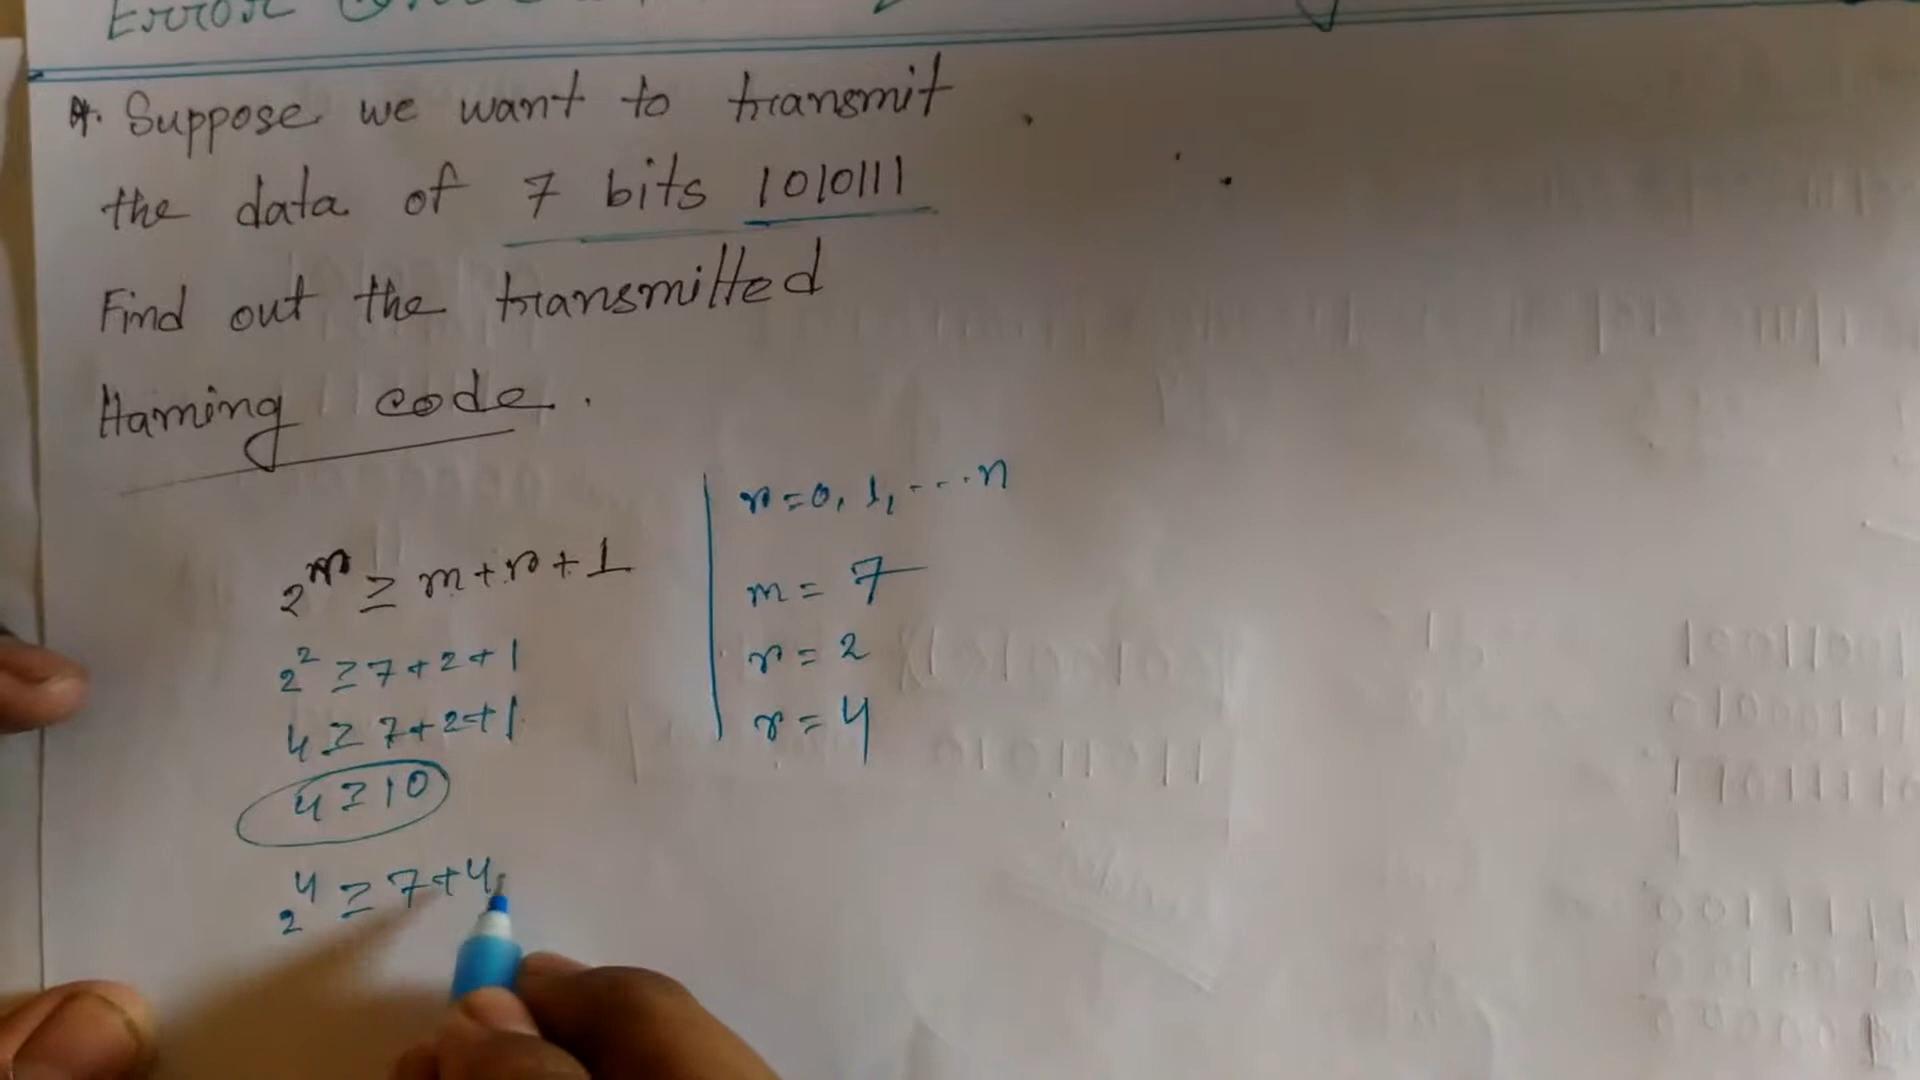 Error
* Suppose we want to transmit
the data of 7 bits 1010111
Find out the transmitted
Haming code.
2^r ≥ m+r+1
2^2 ≥ 7+2+1
4 ≥ 7+2+1
4 ≥ 10
2^4 ≥ 7+4
r=0, 1, ---n
m = 7
r = 2
r = 4